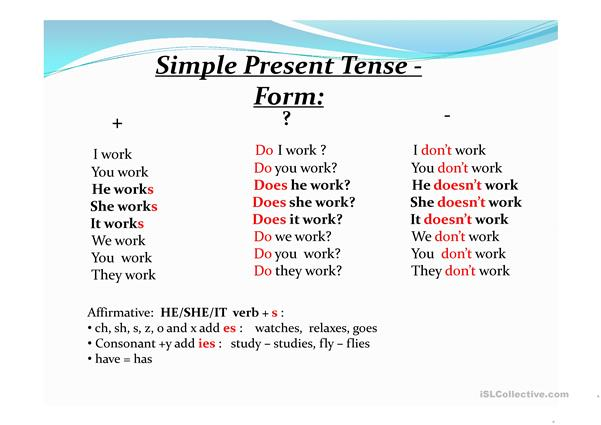 Simple Present Tense -
Form:
+ ? -
I work Do I work ? I don't work
You work Do you work? You don't work
He works Does he work? He doesn't work
She works Does she work? She doesn't work
It works Does it work? It doesn't work
We work Do we work? We don't work
You work Do you work? You don't work
They work Do they work? They don't work
Affirmative: HE/SHE/IT verb + s :
• ch, sh, s, z, o and x add es : watches, relaxes, goes
• Consonant +y add ies : study – studies, fly – flies
• have = has
iSLCollective.com